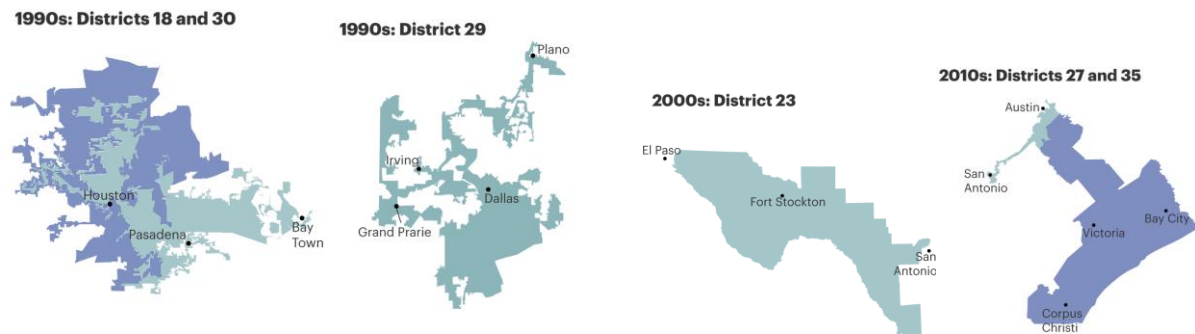 1990s: Districts 18 and 30
Houston
Pasadena
Bay
Town
1990s: District 29
Plano
Irving
Dallas
Grand Prarie
2000s: District 23
El Paso
Fort Stockton
San
Antonio
2010s: Districts 27 and 35
Austin
San
Antonio
Bay City
Victoria
Corpus
Christi